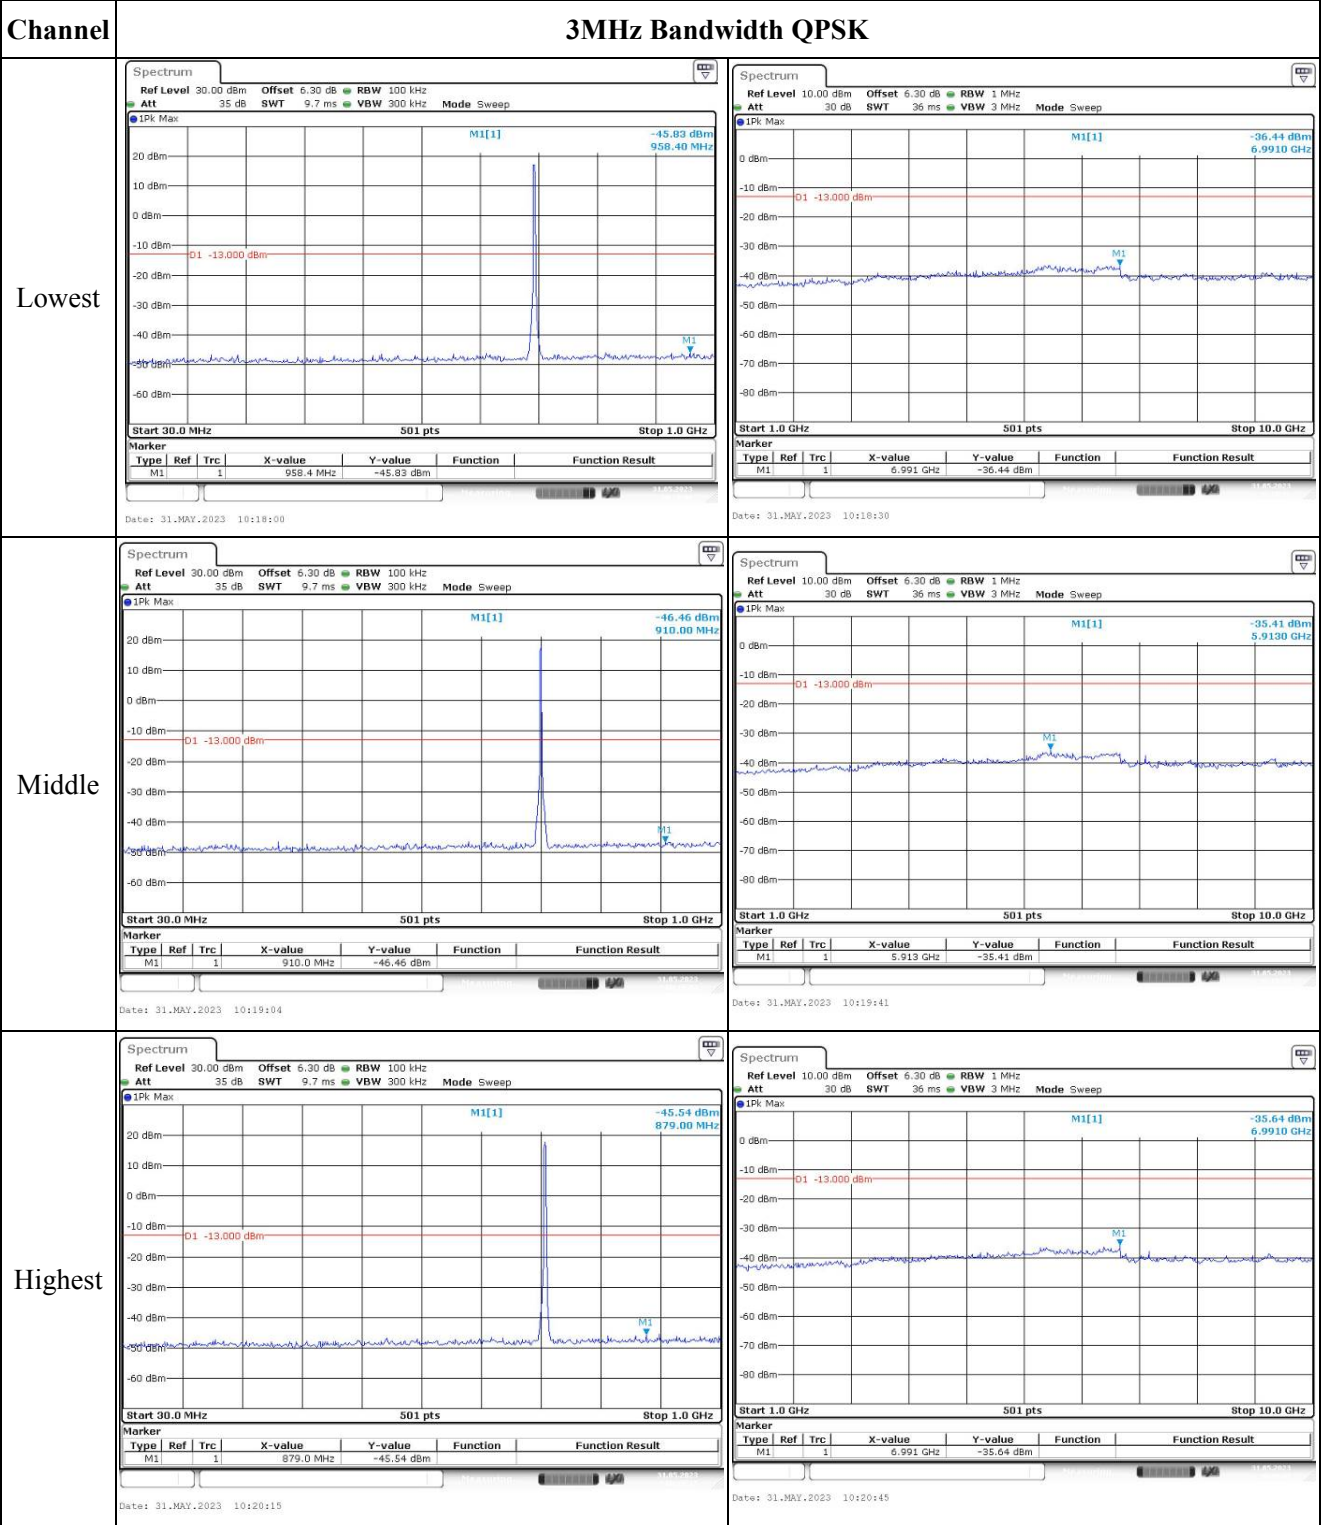 Channel 3MHz Bandwidth QPSK
Lowest
Spectrum
Ref Level 30.00 dBm Offset 6.30 dB RBW 100 kHz
Att 35 dB SWT 9.7 ms VBW 300 kHz Mode Sweep
1Pk Max
M1[1] -45.83 dBm
958.40 MHz
20 dBm
10 dBm
0 dBm
-10 dBm
D1 -13.000 dBm
-20 dBm
-30 dBm
-40 dBm
M1
-50 dBm
-60 dBm
Start 30.0 MHz 501 pts Stop 1.0 GHz
Marker
Type Ref Trc X-value Y-value Function Function Result
M1 1 958.4 MHz -45.83 dBm
Date: 31.MAY.2023 10:18:00
Spectrum
Ref Level 10.00 dBm Offset 6.30 dB RBW 1 MHz
Att 30 dB SWT 36 ms VBW 3 MHz Mode Sweep
1Pk Max
M1[1] -36.44 dBm
6.9910 GHz
0 dBm
-10 dBm
D1 -13.000 dBm
-20 dBm
-30 dBm
M1
-40 dBm
-50 dBm
-60 dBm
-70 dBm
-80 dBm
Start 1.0 GHz 501 pts Stop 10.0 GHz
Marker
Type Ref Trc X-value Y-value Function Function Result
M1 1 6.991 GHz -36.44 dBm
Date: 31.MAY.2023 10:18:30
Middle
Spectrum
Ref Level 30.00 dBm Offset 6.30 dB RBW 100 kHz
Att 35 dB SWT 9.7 ms VBW 300 kHz Mode Sweep
1Pk Max
M1[1] -46.46 dBm
910.00 MHz
20 dBm
10 dBm
0 dBm
-10 dBm
D1 -13.000 dBm
-20 dBm
-30 dBm
-40 dBm
M1
-50 dBm
-60 dBm
Start 30.0 MHz 501 pts Stop 1.0 GHz
Marker
Type Ref Trc X-value Y-value Function Function Result
M1 1 910.0 MHz -46.46 dBm
Date: 31.MAY.2023 10:19:04
Spectrum
Ref Level 10.00 dBm Offset 6.30 dB RBW 1 MHz
Att 30 dB SWT 36 ms VBW 3 MHz Mode Sweep
1Pk Max
M1[1] -35.41 dBm
5.9130 GHz
0 dBm
-10 dBm
D1 -13.000 dBm
-20 dBm
-30 dBm
M1
-40 dBm
-50 dBm
-60 dBm
-70 dBm
-80 dBm
Start 1.0 GHz 501 pts Stop 10.0 GHz
Marker
Type Ref Trc X-value Y-value Function Function Result
M1 1 5.913 GHz -35.41 dBm
Date: 31.MAY.2023 10:19:41
Highest
Spectrum
Ref Level 30.00 dBm Offset 6.30 dB RBW 100 kHz
Att 35 dB SWT 9.7 ms VBW 300 kHz Mode Sweep
1Pk Max
M1[1] -45.54 dBm
879.00 MHz
20 dBm
10 dBm
0 dBm
-10 dBm
D1 -13.000 dBm
-20 dBm
-30 dBm
-40 dBm
M1
-50 dBm
-60 dBm
Start 30.0 MHz 501 pts Stop 1.0 GHz
Marker
Type Ref Trc X-value Y-value Function Function Result
M1 1 879.0 MHz -45.54 dBm
Date: 31.MAY.2023 10:20:15
Spectrum
Ref Level 10.00 dBm Offset 6.30 dB RBW 1 MHz
Att 30 dB SWT 36 ms VBW 3 MHz Mode Sweep
1Pk Max
M1[1] -35.64 dBm
6.9910 GHz
0 dBm
-10 dBm
D1 -13.000 dBm
-20 dBm
-30 dBm
M1
-40 dBm
-50 dBm
-60 dBm
-70 dBm
-80 dBm
Start 1.0 GHz 501 pts Stop 10.0 GHz
Marker
Type Ref Trc X-value Y-value Function Function Result
M1 1 6.991 GHz -35.64 dBm
Date: 31.MAY.2023 10:20:45